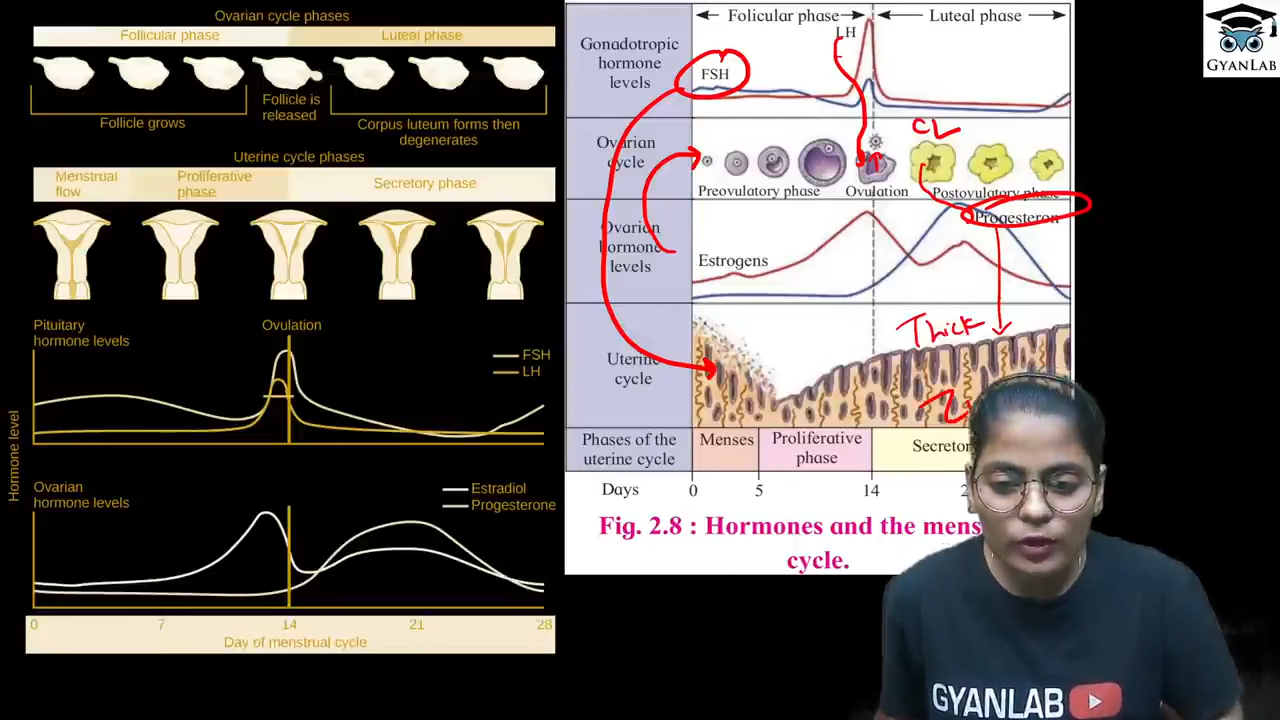 Ovarian cycle phases
Follicular phase
Luteal phase
Follicle grows
Follicle is
released
Corpus luteum forms then
degenerates
Uterine cycle phases
Menstrual
flow
Proliferative
phase
Secretory phase
Pituitary
hormone levels
Ovulation
FSH
LH
Hormone level
Ovarian
hormone levels
Estradiol
Progesterone
0 7 14 21 28
Day of menstrual cycle
Folicular phase
Luteal phase
Gonadotropic
hormone
levels
LH
FSH
Ovarian
cycle
CL
Preovulatory phase
Ovulation
Postovulatory phase
Ovarian
hormone
levels
Progesteron
Estrogens
Thick
Uterine
cycle
Phases of the
uterine cycle
Menses
Proliferative
phase
Secretor
Days
0 5 14 2
Fig. 2.8 : Hormones and the mens
cycle.
GYANLAB
GYANLAB